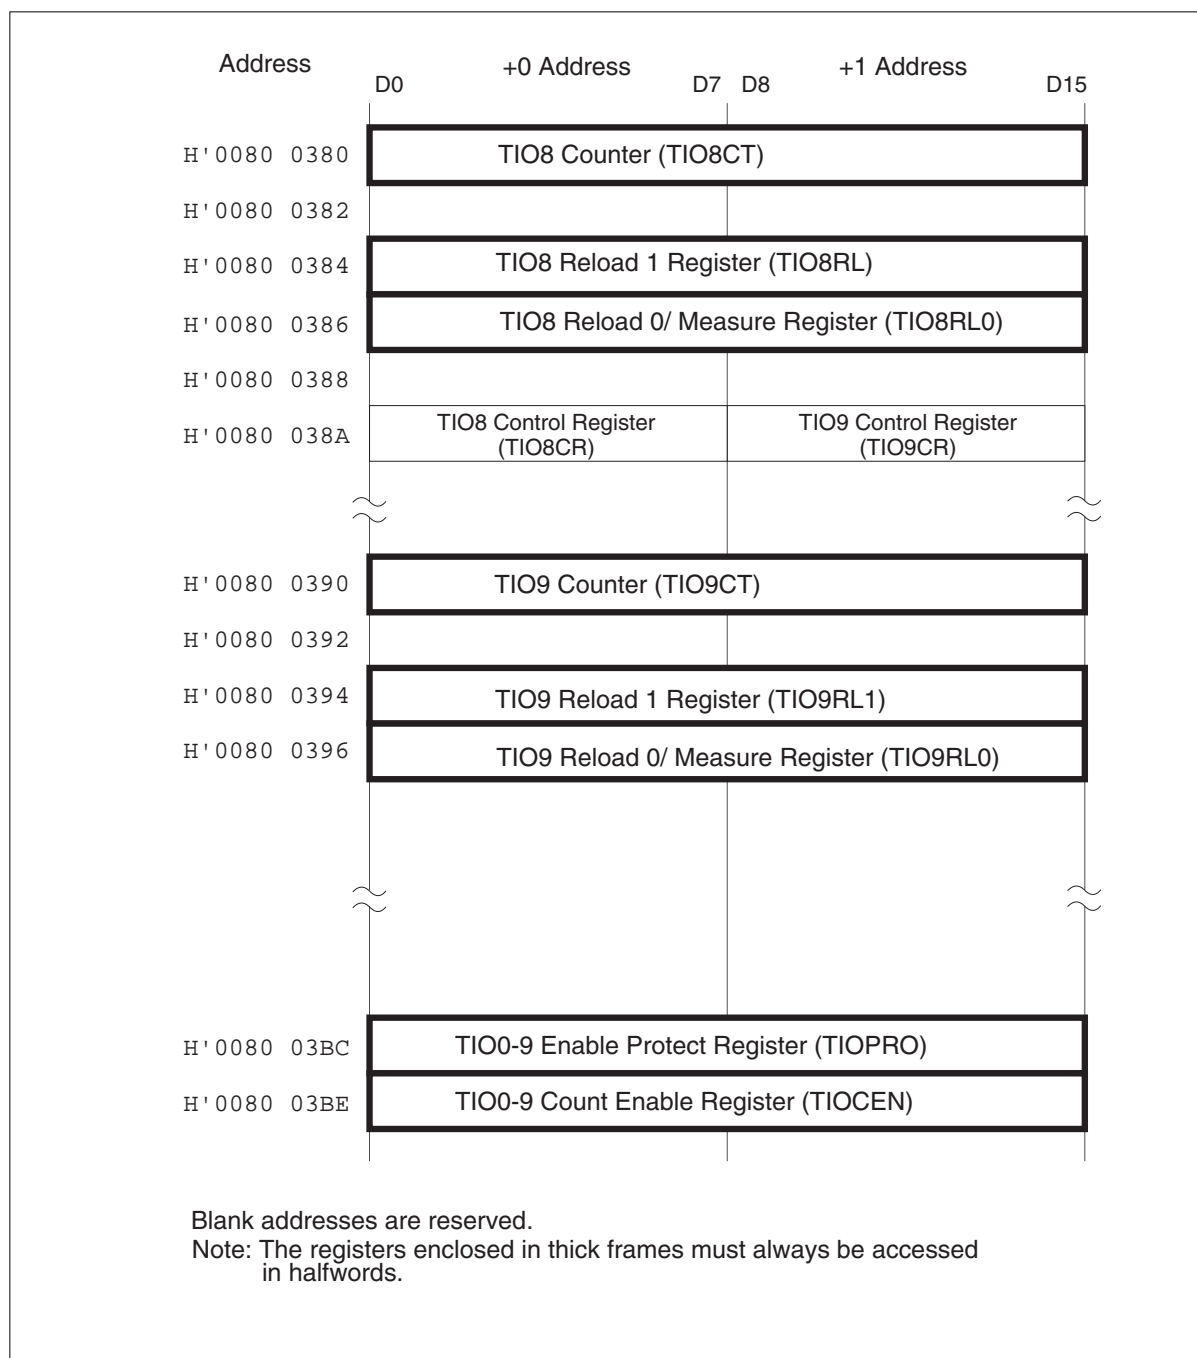 Address +0 Address +1 Address
D0 D7 D8 D15
H'0080 0380 TIO8 Counter (TIO8CT)
H'0080 0382
H'0080 0384 TIO8 Reload 1 Register (TIO8RL)
H'0080 0386 TIO8 Reload 0/ Measure Register (TIO8RL0)
H'0080 0388
H'0080 038A TIO8 Control Register TIO9 Control Register
(TIO8CR) (TIO9CR)
H'0080 0390 TIO9 Counter (TIO9CT)
H'0080 0392
H'0080 0394 TIO9 Reload 1 Register (TIO9RL1)
H'0080 0396 TIO9 Reload 0/ Measure Register (TIO9RL0)
H'0080 03BC TIO0-9 Enable Protect Register (TIOPRO)
H'0080 03BE TIO0-9 Count Enable Register (TIOCEN)
Blank addresses are reserved.
Note: The registers enclosed in thick frames must always be accessed
in halfwords.